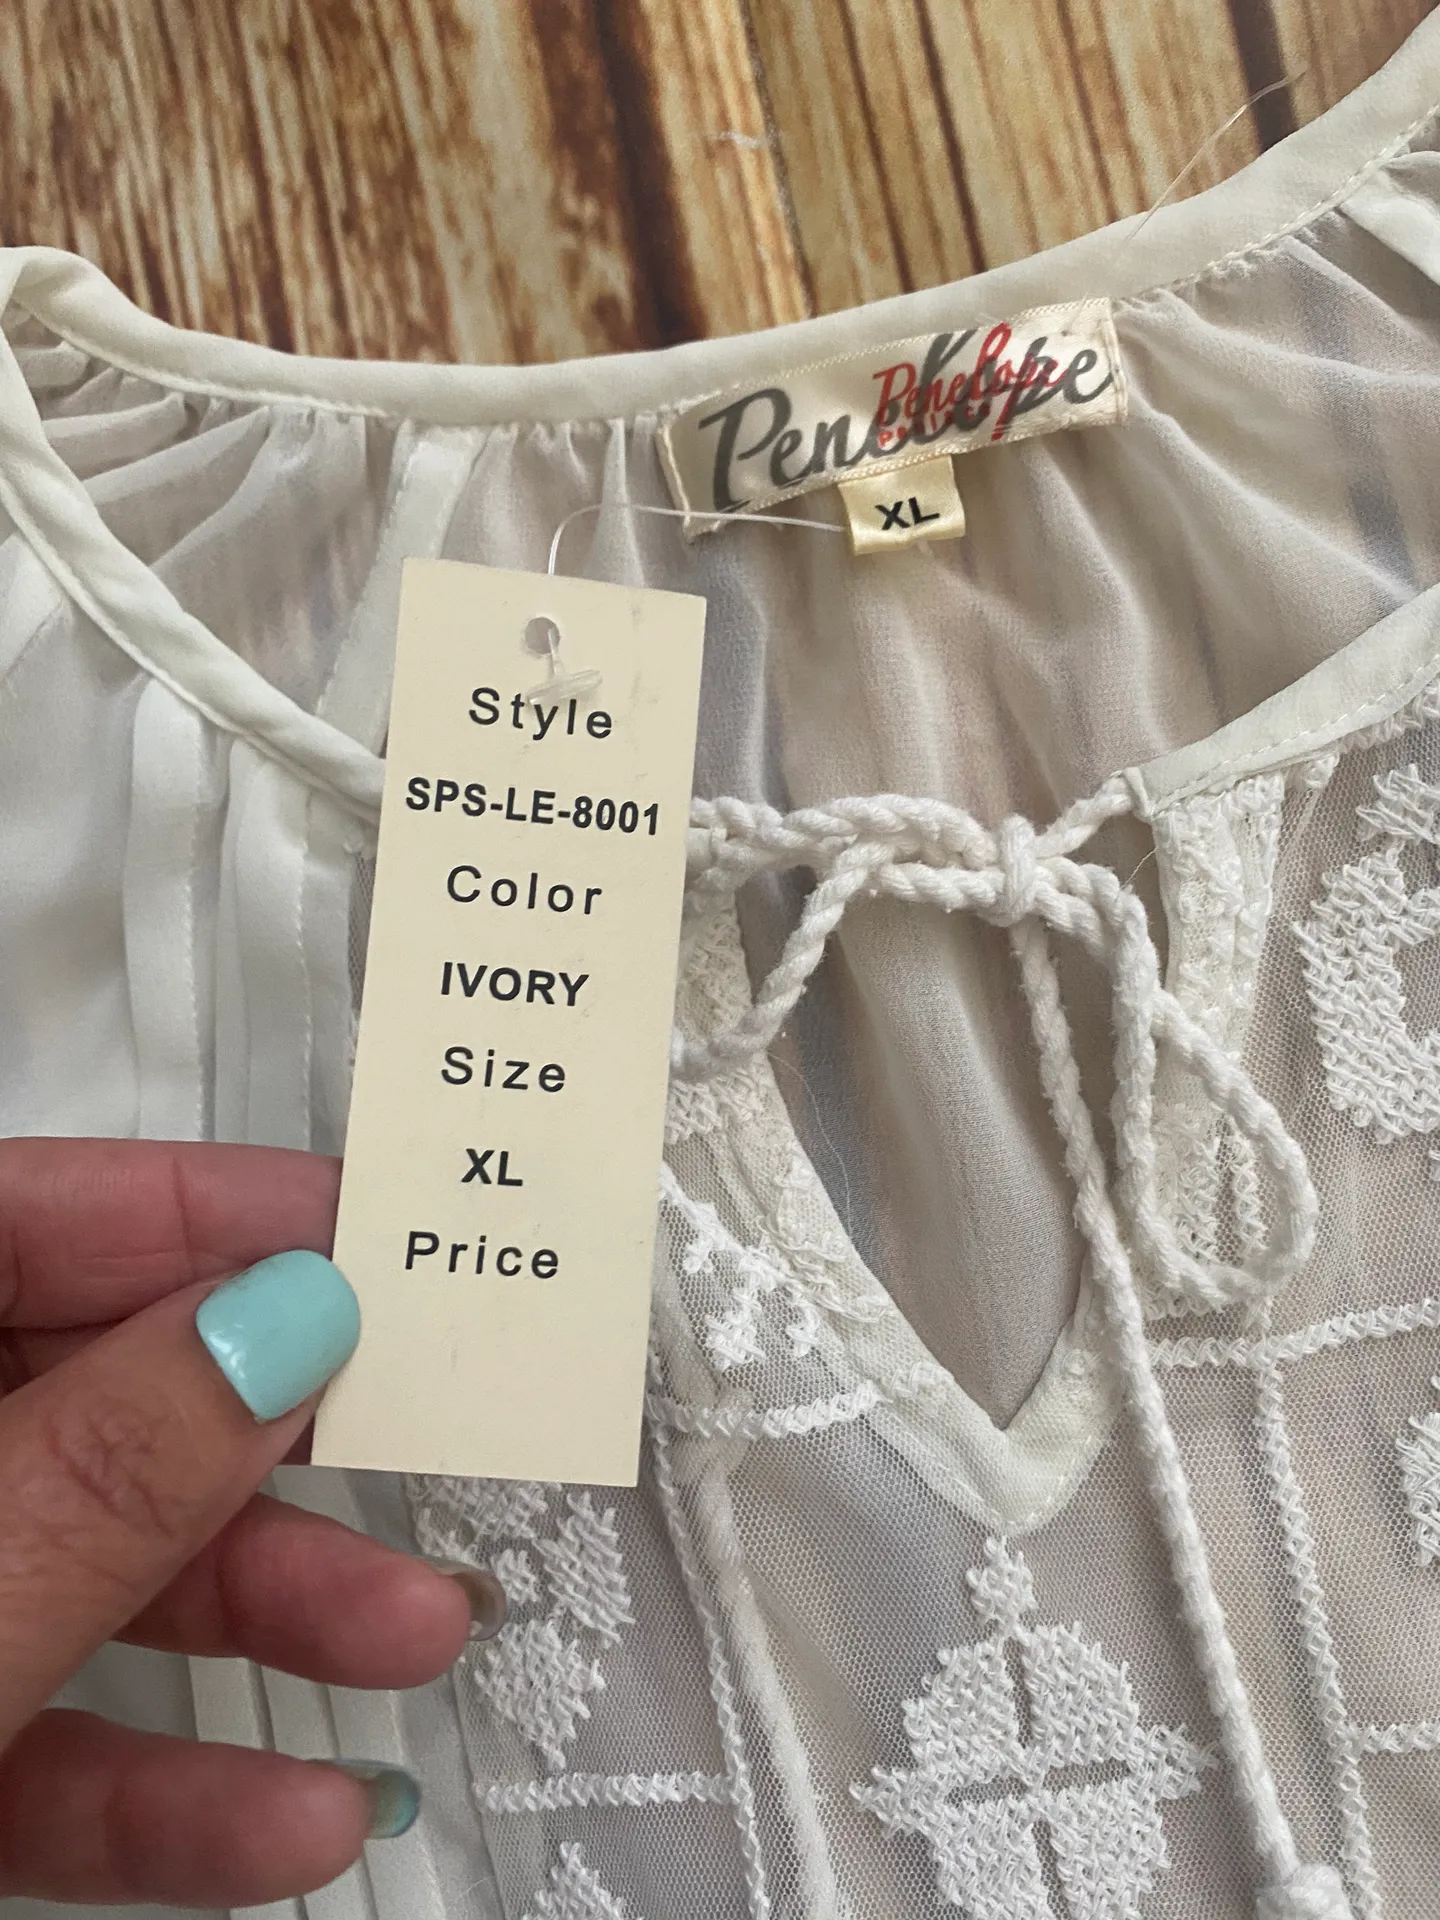 Penelope
Penelope
XL
Style
SPS-LE-8001
Color
IVORY
Size
XL
Price